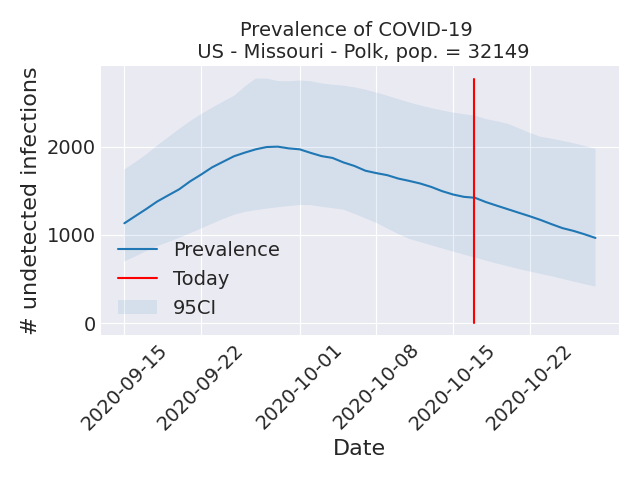 Prevalence of COVID-19
US - Missouri - Polk, pop. = 32149
# undetected infections
2000
1000
0
Prevalence
Today
95CI
2020-09-15
2020-09-22
2020-10-01
2020-10-08
2020-10-15
2020-10-22
Date